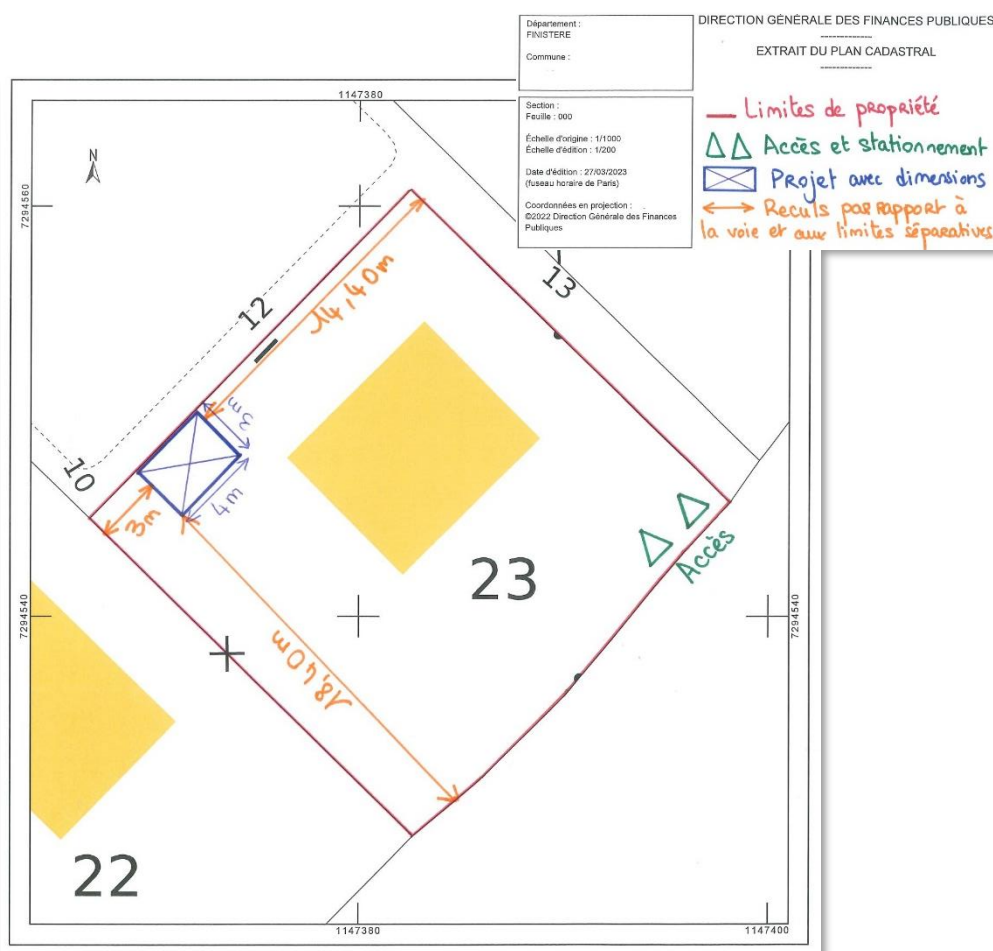 Département :
FINISTERE
Commune :
DIRECTION GÉNÉRALE DES FINANCES PUBLIQUES
-------------
EXTRAIT DU PLAN CADASTRAL
-------------
Section :
Feuille : 000
Échelle d'origine : 1/1000
Échelle d'édition : 1/200
Date d'édition : 27/03/2023
(fuseau horaire de Paris)
Coordonnées en projection :
©2022 Direction Générale des Finances
Publiques
Limites de propriété
Accès et stationnement
Projet avec dimensions
Reculs par rapport à
la voie et aux limites séparatives
1147380
N
7294560
13
14,40m
12
3m
10
4m
3m
Accès
23
7294540
7294540
18,40m
22
1147380
1147400